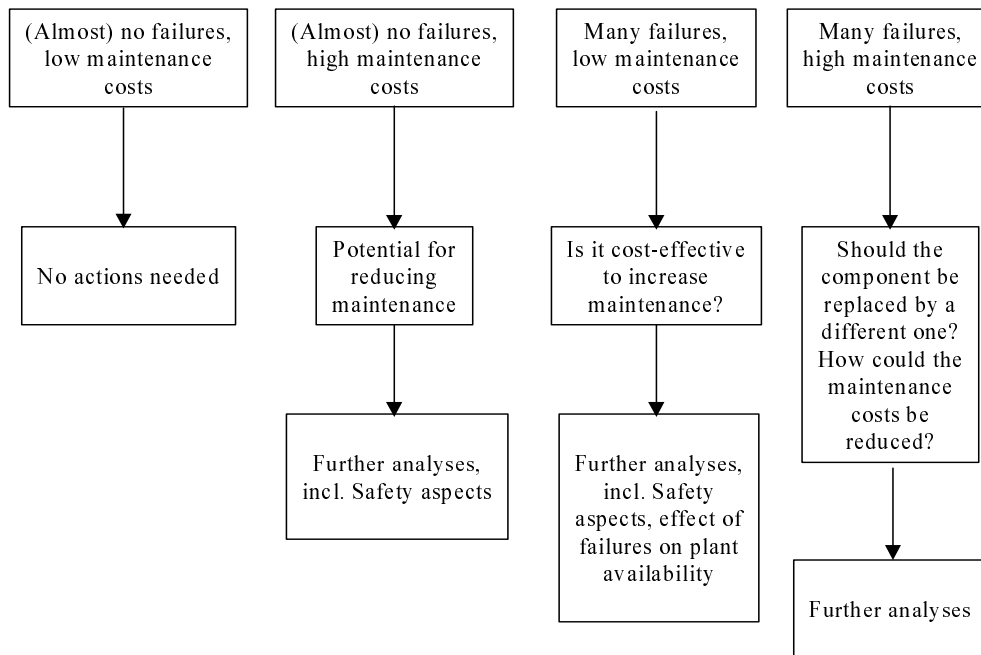 (Almost) no failures,
low maintenance
costs
(Almost) no failures,
high maintenance
costs
Many failures,
low maintenance
costs
Many failures,
high maintenance
costs
No actions needed
Potential for
reducing
maintenance
Is it cost-effective
to increase
maintenance?
Should the
component be
replaced by a
different one?
How could the
maintenance
costs be
reduced?
Further analyses,
incl. Safety aspects
Further analyses,
incl. Safety
aspects, effect of
failures on plant
availability
Further analyses